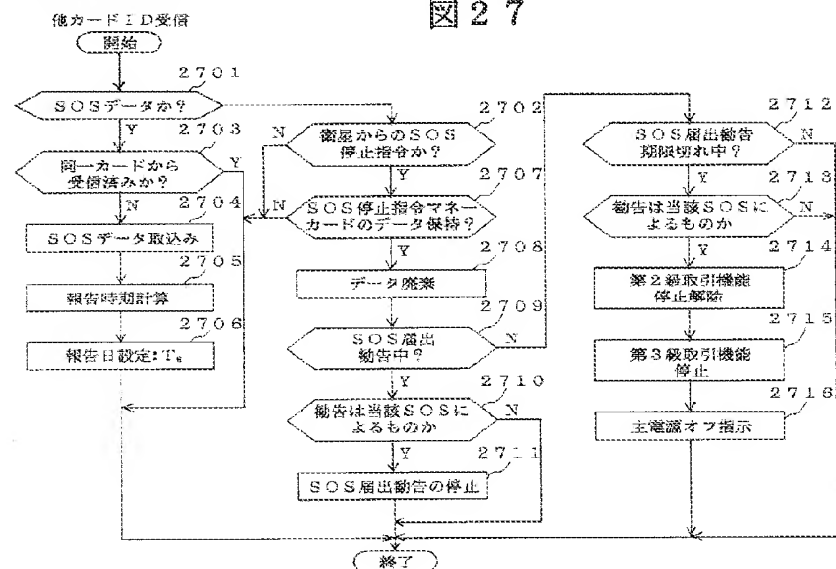 図27
他カードID受信
開始
2701
SOSデータか?
Y
2703
同一カードから
受信済みか?
Y
N
2704
SOSデータ取込み
2705
報告時期計算
2706
報告日設定:Te
2702
衛星からのSOS
停止指令か?
N
Y
2707
SOS停止指令マネー
カードのデータ保持?
N
Y
2708
データ廃棄
2709
SOS届出
勧告中?
N
Y
2710
勧告は当該SOSに
よるものか
N
Y
2711
SOS届出勧告の停止
2712
SOS届出勧告
期限切れ中?
N
Y
2713
勧告は当該SOSに
よるものか
N
Y
2714
第2級取引機能
停止解除
2715
第3級取引機能
停止
2716
主電源オフ指示
終了